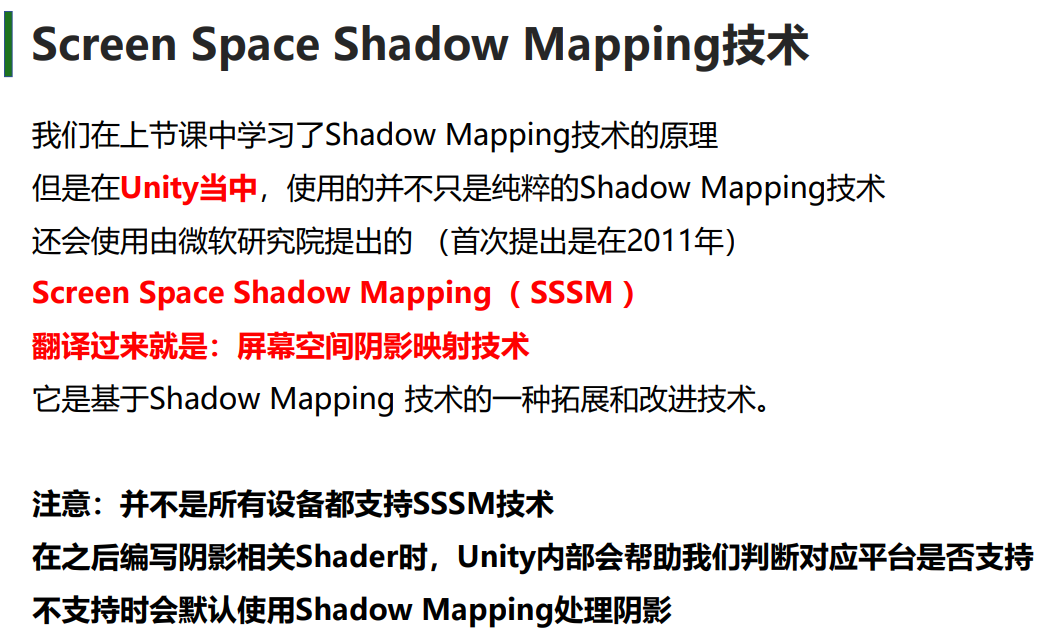 Screen Space Shadow Mapping技术
我们在上节课中学习了Shadow Mapping技术的原理
但是在Unity当中，使用的并不只是纯粹的Shadow Mapping技术
还会使用由微软研究院提出的 （首次提出是在2011年）
Screen Space Shadow Mapping（ SSSM ）
翻译过来就是：屏幕空间阴影映射技术
它是基于Shadow Mapping 技术的一种拓展和改进技术。
注意：并不是所有设备都支持SSSM技术
在之后编写阴影相关Shader时，Unity内部会帮助我们判断对应平台是否支持
不支持时会默认使用Shadow Mapping处理阴影